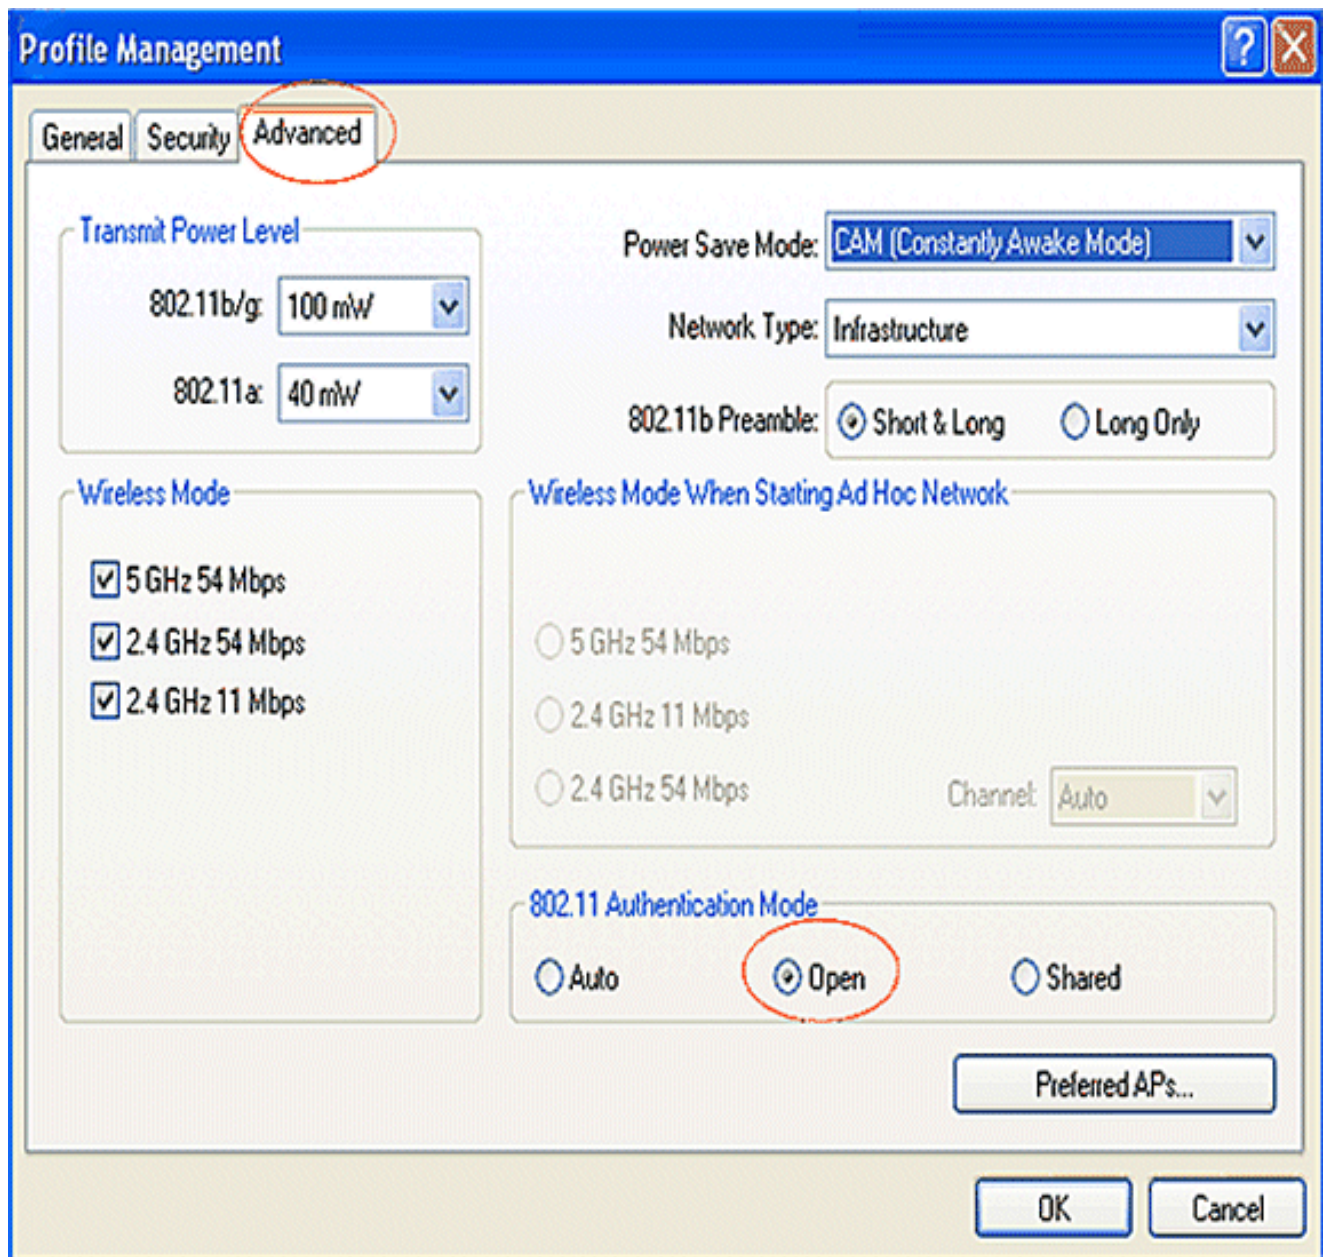 Profile Management
General Security Advanced
Transmit Power Level
802.11b/g: 100 mW
802.11a: 40 mW
Power Save Mode: CAM (Constantly Awake Mode)
Network Type: Infrastructure
802.11b Preamble: Short & Long Long Only
Wireless Mode
5 GHz 54 Mbps
2.4 GHz 54 Mbps
2.4 GHz 11 Mbps
Wireless Mode When Starting Ad Hoc Network
5 GHz 54 Mbps
2.4 GHz 11 Mbps
2.4 GHz 54 Mbps
Channel: Auto
802.11 Authentication Mode
Auto Open Shared
Preferred APs...
OK Cancel